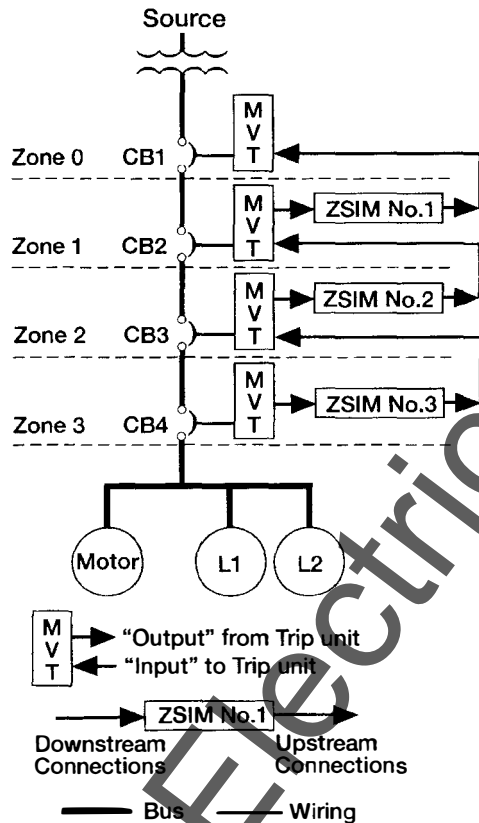 Source
M
V
T
Zone 0 CB1
M
V
T
ZSIM No.1
Zone 1 CB2
M
V
T
ZSIM No.2
Zone 2 CB3
M
V
T
ZSIM No.3
Zone 3 CB4
Motor L1 L2
M
V
T
"Output" from Trip unit
"Input" to Trip unit
ZSIM No.1
Downstream Upstream
Connections Connections
Bus Wiring
Electric